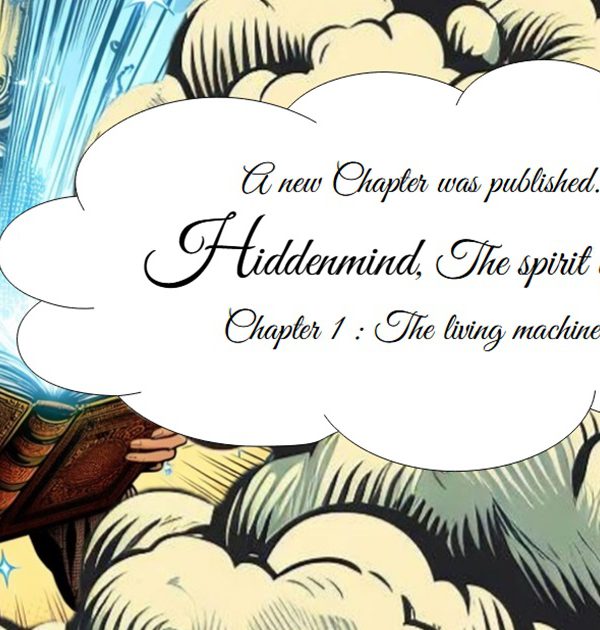 A new Chapter was published.
Hiddenmind, The spirit
Chapter 1 : The living machine